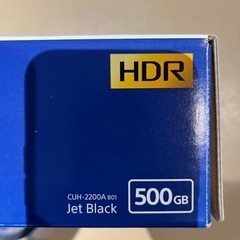 HDR
CUH-2200A B01
Jet Black
500GB